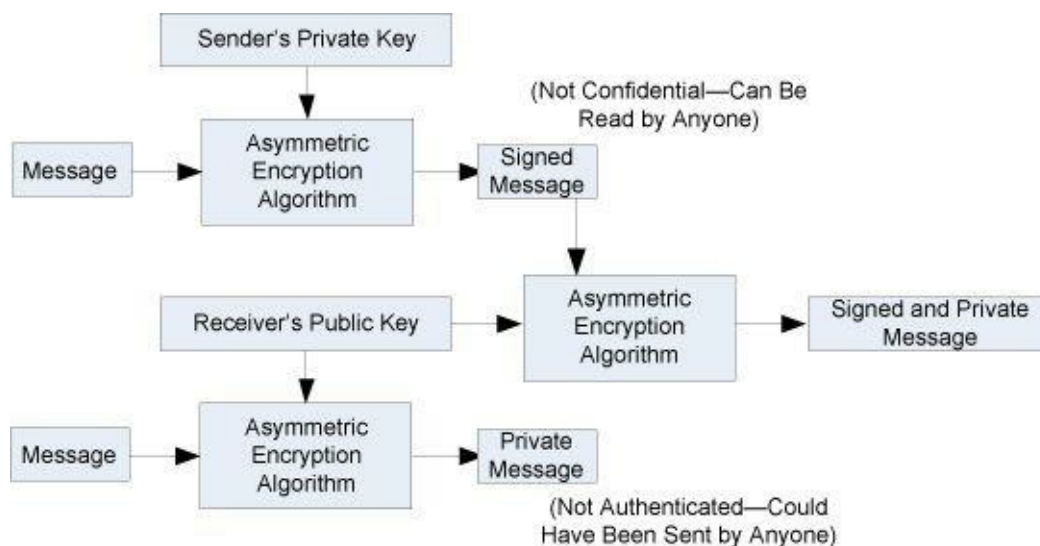 Sender's Private Key
(Not Confidential—Can Be
Read by Anyone)
Message
Asymmetric
Encryption
Algorithm
Signed
Message
Receiver's Public Key
Asymmetric
Encryption
Algorithm
Signed and Private
Message
Message
Asymmetric
Encryption
Algorithm
Private
Message
(Not Authenticated—Could
Have Been Sent by Anyone)